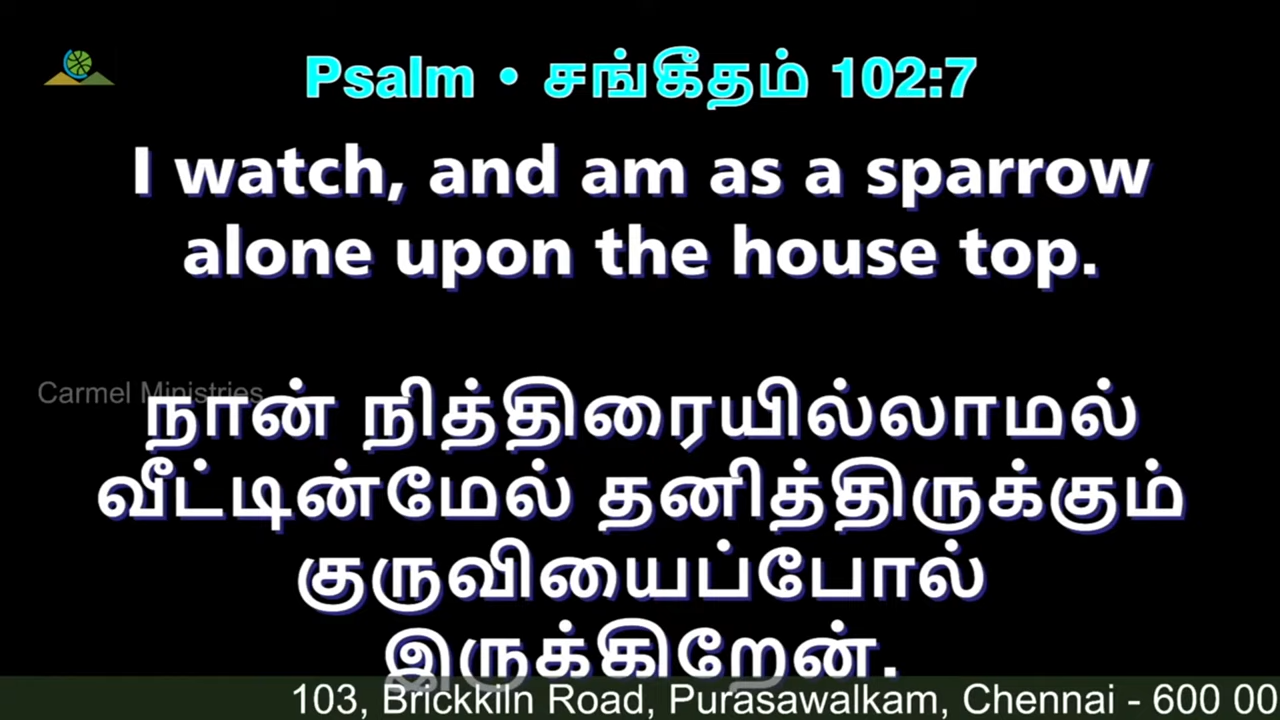 Psalm • சங்கீதம் 102:7
I watch, and am as a sparrow
alone upon the house top.
Carmel Ministries
நான் நித்திரையில்லாமல்
வீட்டின்மேல் தனித்திருக்கும்
குருவியைப்போல்
இருக்கிறேன்.
103, Brickkiln Road, Purasawalkam, Chennai - 600 00